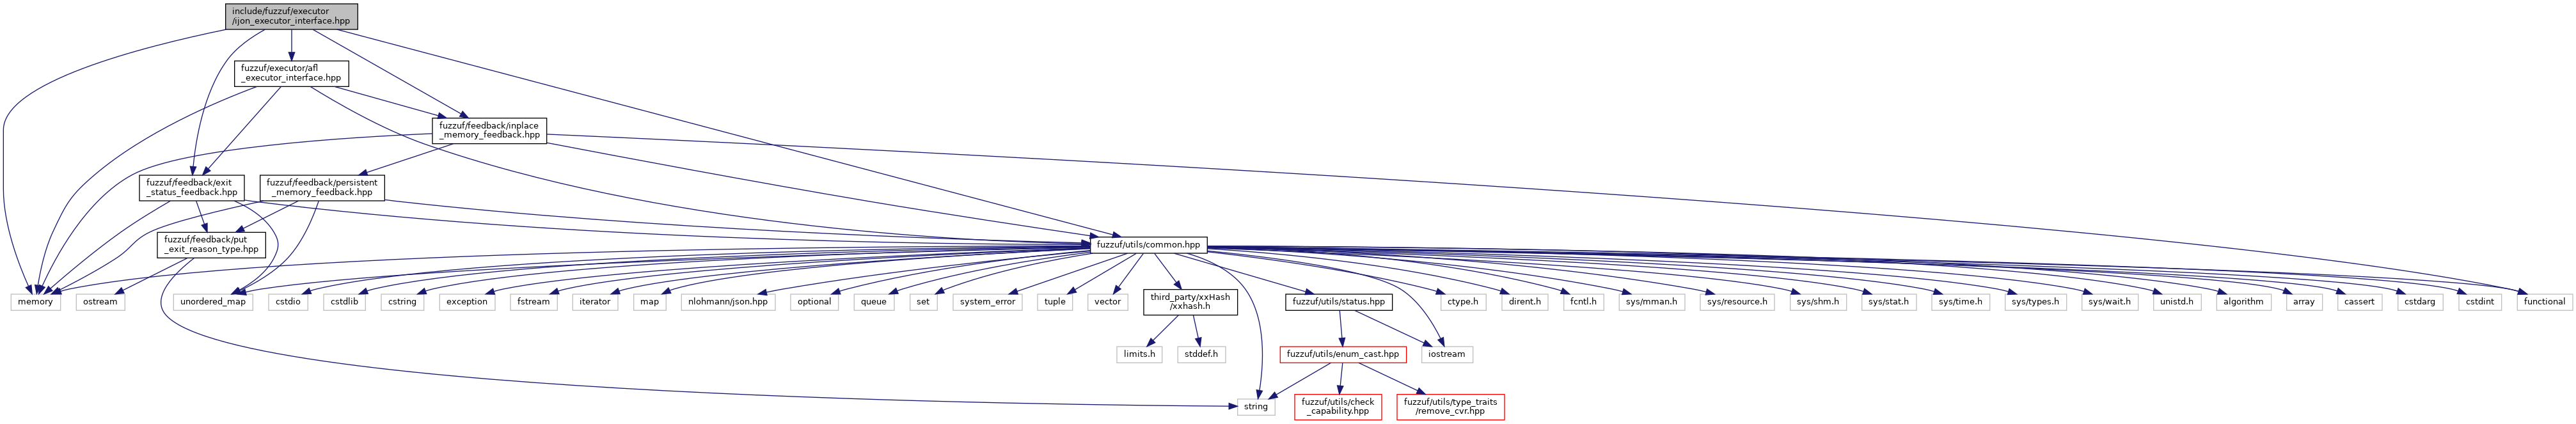 include/fuzzuf/executor
/ijon_executor_interface.hpp
fuzzuf/executor/afl
_executor_interface.hpp
fuzzuf/feedback/inplace
_memory_feedback.hpp
fuzzuf/feedback/exit
_status_feedback.hpp
fuzzuf/feedback/persistent
_memory_feedback.hpp
fuzzuf/feedback/put
_exit_reason_type.hpp
fuzzuf/utils/common.hpp
memory
ostream
unordered_map
cstdio
cstdlib
cstring
exception
fstream
iterator
map
nlohmann/json.hpp
optional
queue
set
system_error
tuple
vector
third_party/xxHash
/xxhash.h
fuzzuf/utils/status.hpp
ctype.h
dirent.h
fcntl.h
sys/mman.h
sys/resource.h
sys/shm.h
sys/stat.h
sys/time.h
sys/types.h
sys/wait.h
unistd.h
algorithm
array
cassert
cstdarg
cstdint
functional
limits.h
stddef.h
fuzzuf/utils/enum_cast.hpp
iostream
string
fuzzuf/utils/check
_capability.hpp
fuzzuf/utils/type_traits
/remove_cvr.hpp